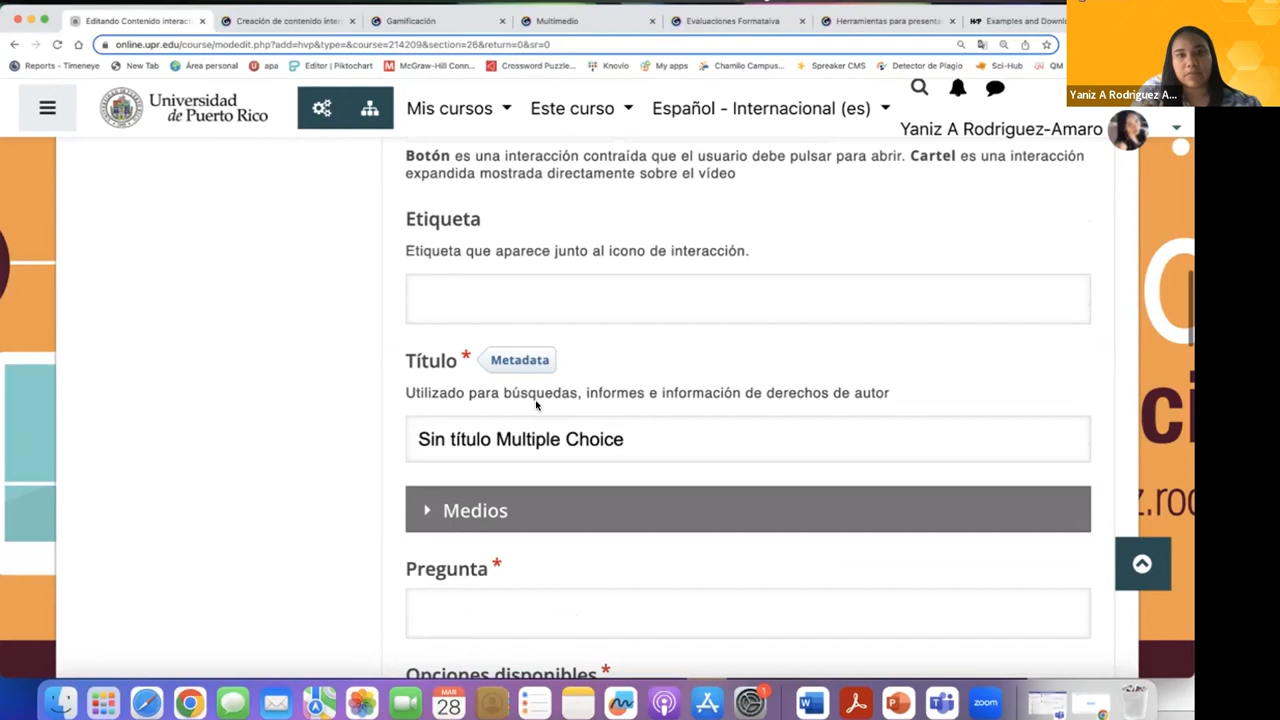 Editando Contenido interact
Creación de contenido inter
Gamificación
Multimedio
Evaluaciones Formataiva
Herramientas para presenta
H-P
Examples and Downl
online.upr.edu/course/modedit.php?add=hvp&type=&course=214209&section=26&return=0&sr=0
Reports - Timeneye
New Tab
Área personal
apa
Editor | Piktochart
McGraw-Hill Conn...
Crossword Puzzle...
Knovio
My apps
Chamilo Campus...
Spreaker CMS
Detector de Plagio
Sci-Hub
QM
Yaniz A Rodriguez A...
Universidad
de Puerto Rico
Mis cursos
Este curso
Español - Internacional (es)
Yaniz A Rodriguez-Amaro
Botón es una interacción contraída que el usuario debe pulsar para abrir. Cartel es una interacción
expandida mostrada directamente sobre el vídeo
Etiqueta
Etiqueta que aparece junto al icono de interacción.
Título *
Metadata
Utilizado para búsquedas, informes e información de derechos de autor
Sin título Multiple Choice
Medios
Pregunta *
Opciones disponibles *
MAR
28
1
zoom